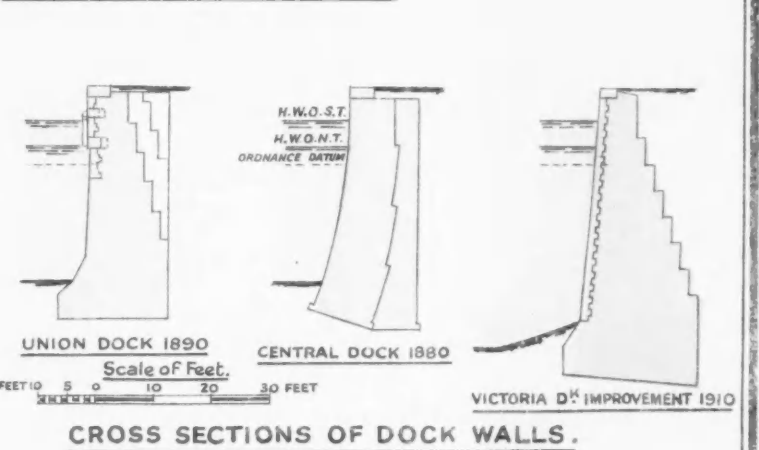 H.W.O.S.T.
H.W.O.N.T.
ORDNANCE DATUM
UNION DOCK 1890
CENTRAL DOCK 1880
VICTORIA DK IMPROVEMENT 1910
Scale of Feet.
FEET 10 5 0 10 20 30 FEET
CROSS SECTIONS OF DOCK WALLS.